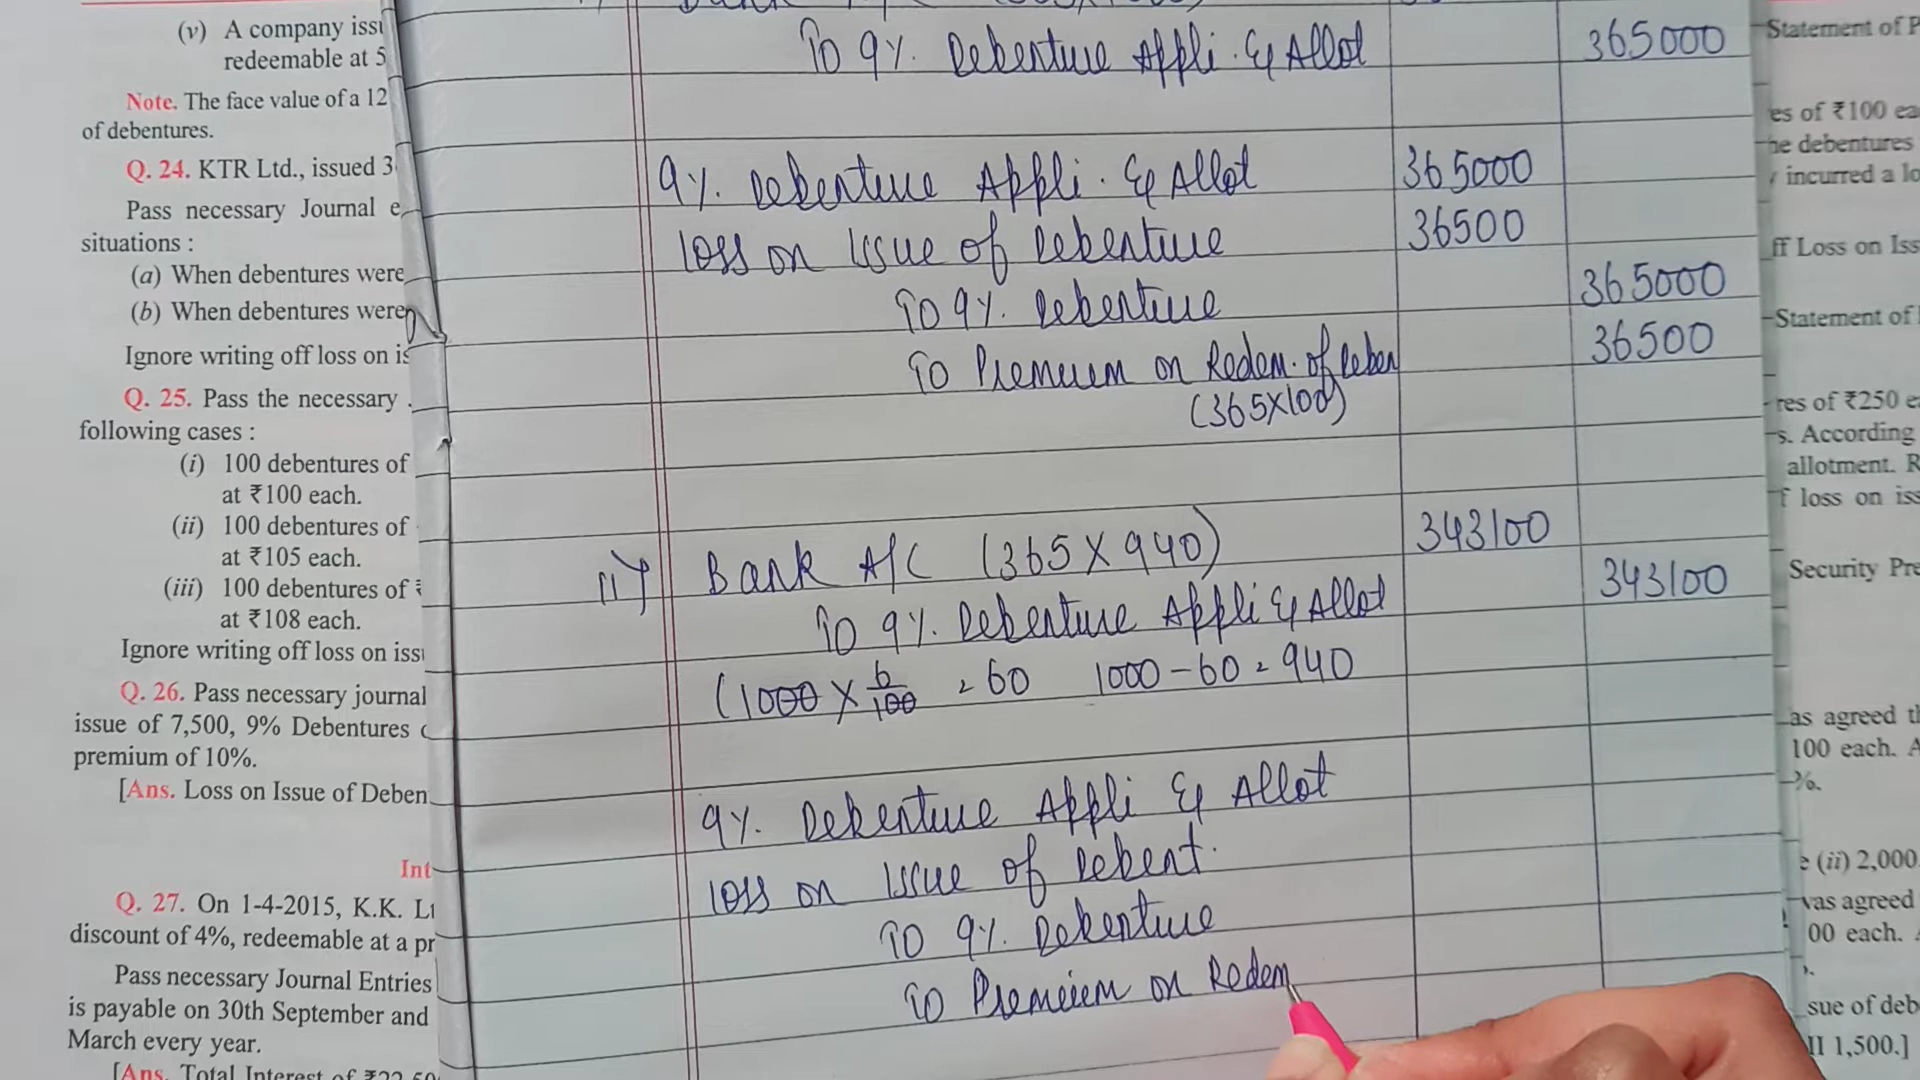 (v) A company
redeemable at 5
Note. The face value of a 12
of debentures.
Q. 24. KTR Ltd., issued 3
Pass necessary Journal
situations :
(a) When debentures were
(b) When debentures were
Ignore writing off loss on
Q. 25. Pass the necessary
following cases :
(i) 100 debentures of
at ₹100 each.
(ii) 100 debentures of
at ₹105 each.
(iii) 100 debentures of
at ₹108 each.
Ignore writing off loss on
Q. 26. Pass necessary journal
issue of 7,500, 9% Debentures
premium of 10%.
[Ans. Loss on Issue of Deben
Int
Q. 27. On 1-4-2015, K.K.
discount of 4%, redeemable at a pr
Pass necessary Journal Entries
is payable on 30th September and
March every year.
[Ans. Total Interest of
To 9%. Debenture Appli. & Allot 365000
9%. Debenture Appli. & Allot 365000
loss on Issue of Debenture 36500
To 9%. Debenture 365000
To Premium on Redem. of Deben 36500
(365X100)
ii) Bank A/C (365 X 940) 343100
To 9%. Debenture Appli & Allot 343100
(1000 X 6/100 = 60 1000 - 60 = 940
9%. Debenture Appli & Allot
loss on Issue of Debent.
To 9%. Debenture
To Premium on Redem
Statement of
es of ₹100
he debentures
incurred a
ff Loss on Iss
Statement of
res of ₹250
s. According
allotment.
f loss on iss
Security Pre
as agreed
100 each.
%.
(ii) 2,000
vas agreed
00 each.
sue of deb
II 1,500.]